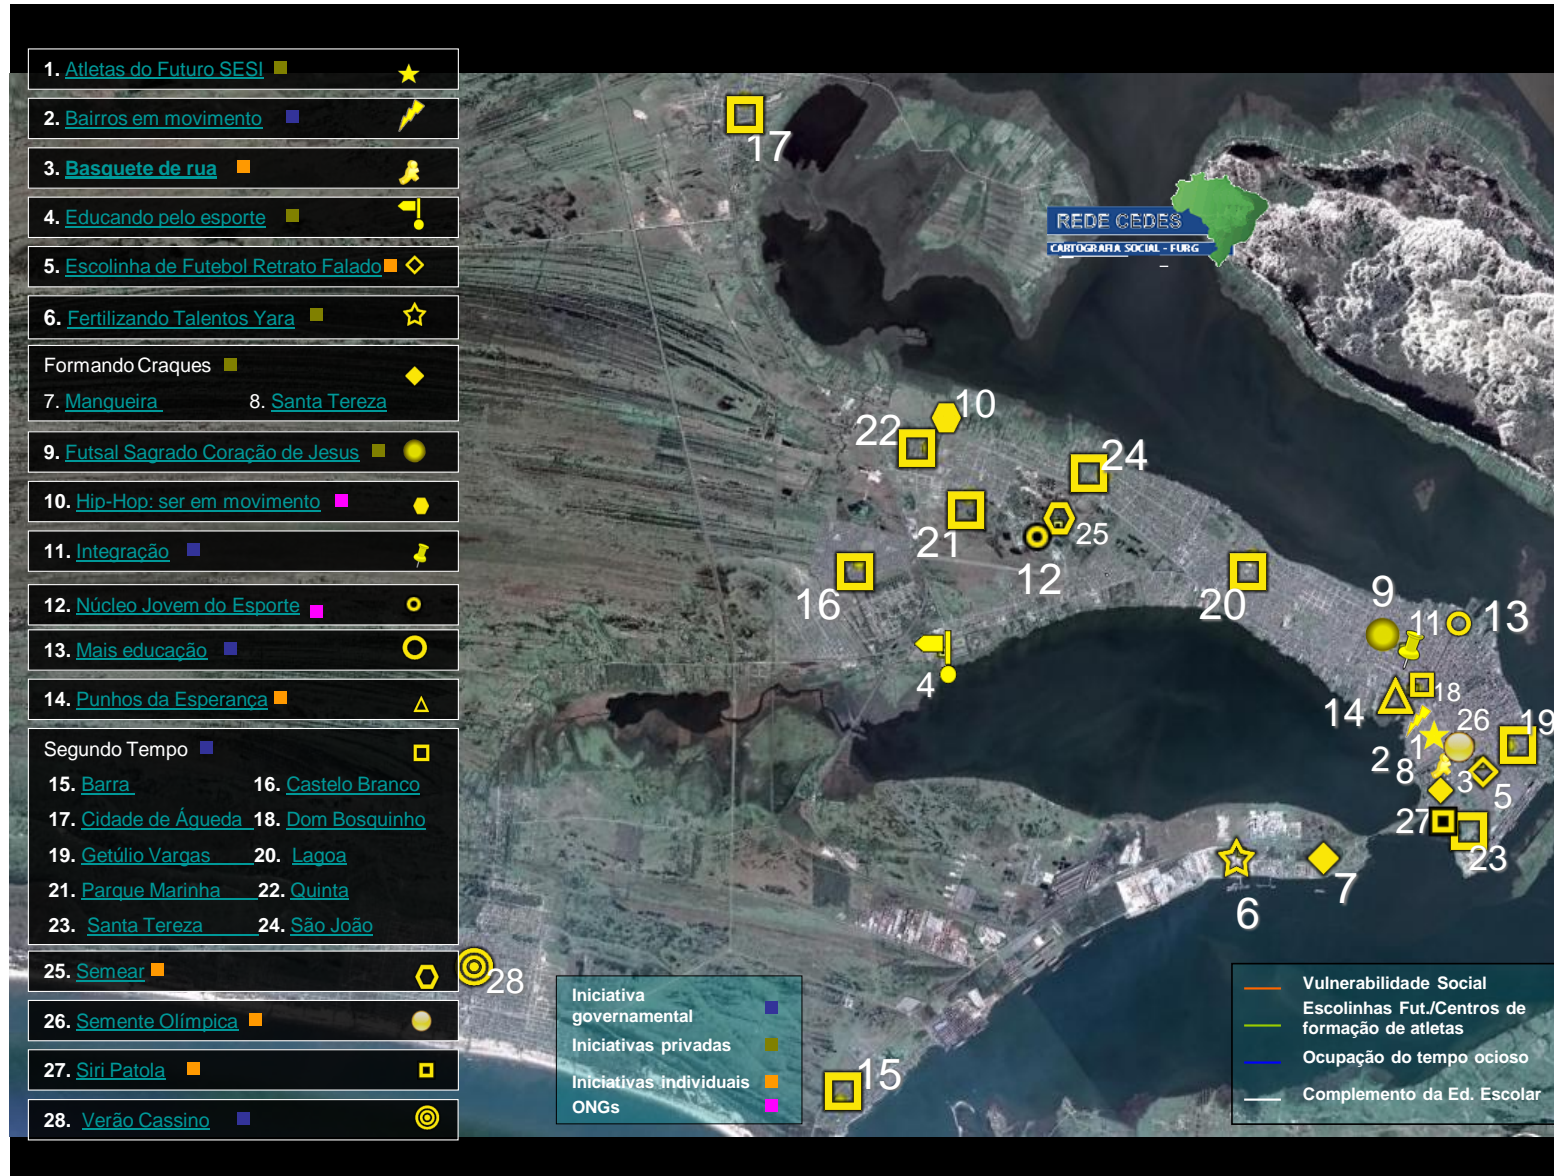 1. Atletas do Futuro SESI
2. Bairros em movimento
3. Basquete de rua
4. Educando pelo esporte
5. Escolinha de Futebol Retrato Falado
6. Fertilizando Talentos Yara
Formando Craques
7. Mangueira 8. Santa Tereza
9. Futsal Sagrado Coração de Jesus
10. Hip-Hop: ser em movimento
11. Integração
12. Núcleo Jovem do Esporte
13. Mais educação
14. Punhos da Esperança
Segundo Tempo
15. Barra 16. Castelo Branco
17. Cidade de Águeda 18. Dom Bosquinho
19. Getúlio Vargas 20. Lagoa
21. Parque Marinha 22. Quinta
23. Santa Tereza 24. São João
25. Semear
26. Semente Olímpica
27. Siri Patola
28. Verão Cassino
17
REDE CEDES
CARTOGRAFIA SOCIAL - FURG
10
22
24
21
25
12
16
20
9
11
13
4
18
14
26
19
2
1
8
3
5
27
23
6
7
28
15
Iniciativa
governamental
Iniciativas privadas
Iniciativas individuais
ONGs
Vulnerabilidade Social
Escolinhas Fut./Centros de
formação de atletas
Ocupação do tempo ocioso
Complemento da Ed. Escolar